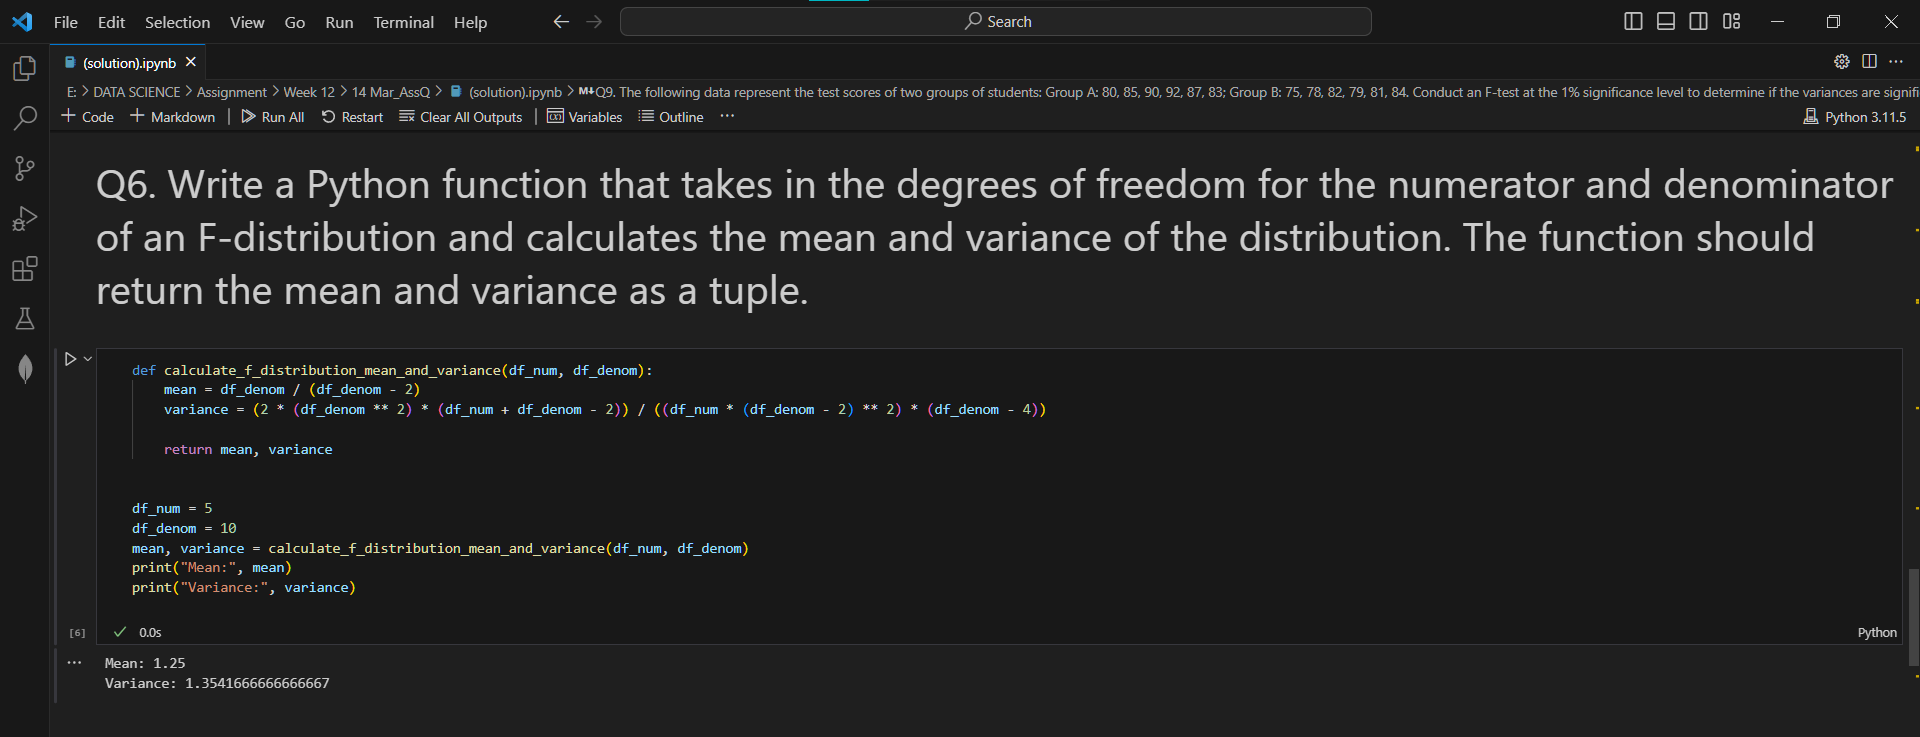 File Edit Selection View Go Run Terminal Help
Search
(solution).ipynb
E: > DATA SCIENCE > Assignment > Week 12 > 14 Mar_AssQ > (solution).ipynb > M↓Q9. The following data represent the test scores of two groups of students: Group A: 80, 85, 90, 92, 87, 83; Group B: 75, 78, 82, 79, 81, 84. Conduct an F-test at the 1% significance level to determine if the variances are signifi
+ Code + Markdown | Run All Restart Clear All Outputs | Variables Outline ...
Python 3.11.5
Q6. Write a Python function that takes in the degrees of freedom for the numerator and denominator
of an F-distribution and calculates the mean and variance of the distribution. The function should
return the mean and variance as a tuple.
def calculate_f_distribution_mean_and_variance(df_num, df_denom):
    mean = df_denom / (df_denom - 2)
    variance = (2 * (df_denom ** 2) * (df_num + df_denom - 2)) / ((df_num * (df_denom - 2) ** 2) * (df_denom - 4))
    return mean, variance
df_num = 5
df_denom = 10
mean, variance = calculate_f_distribution_mean_and_variance(df_num, df_denom)
print("Mean:", mean)
print("Variance:", variance)
[6] ✓ 0.0s
Python
... Mean: 1.25
Variance: 1.3541666666666667